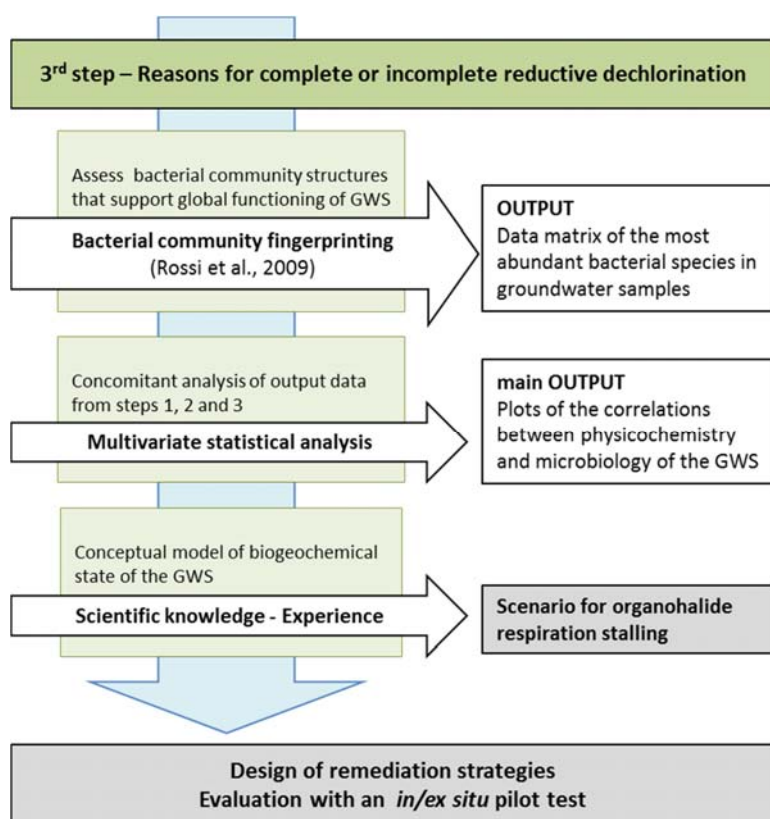 3rd step – Reasons for complete or incomplete reductive dechlorination
Assess bacterial community structures
that support global functioning of GWS
Bacterial community fingerprinting
(Rossi et al., 2009)
OUTPUT
Data matrix of the most
abundant bacterial species in
groundwater samples
Concomitant analysis of output data
from steps 1, 2 and 3
Multivariate statistical analysis
main OUTPUT
Plots of the correlations
between physicochemistry
and microbiology of the GWS
Conceptual model of biogeochemical
state of the GWS
Scientific knowledge - Experience
Scenario for organohalide
respiration stalling
Design of remediation strategies
Evaluation with an in/ex situ pilot test